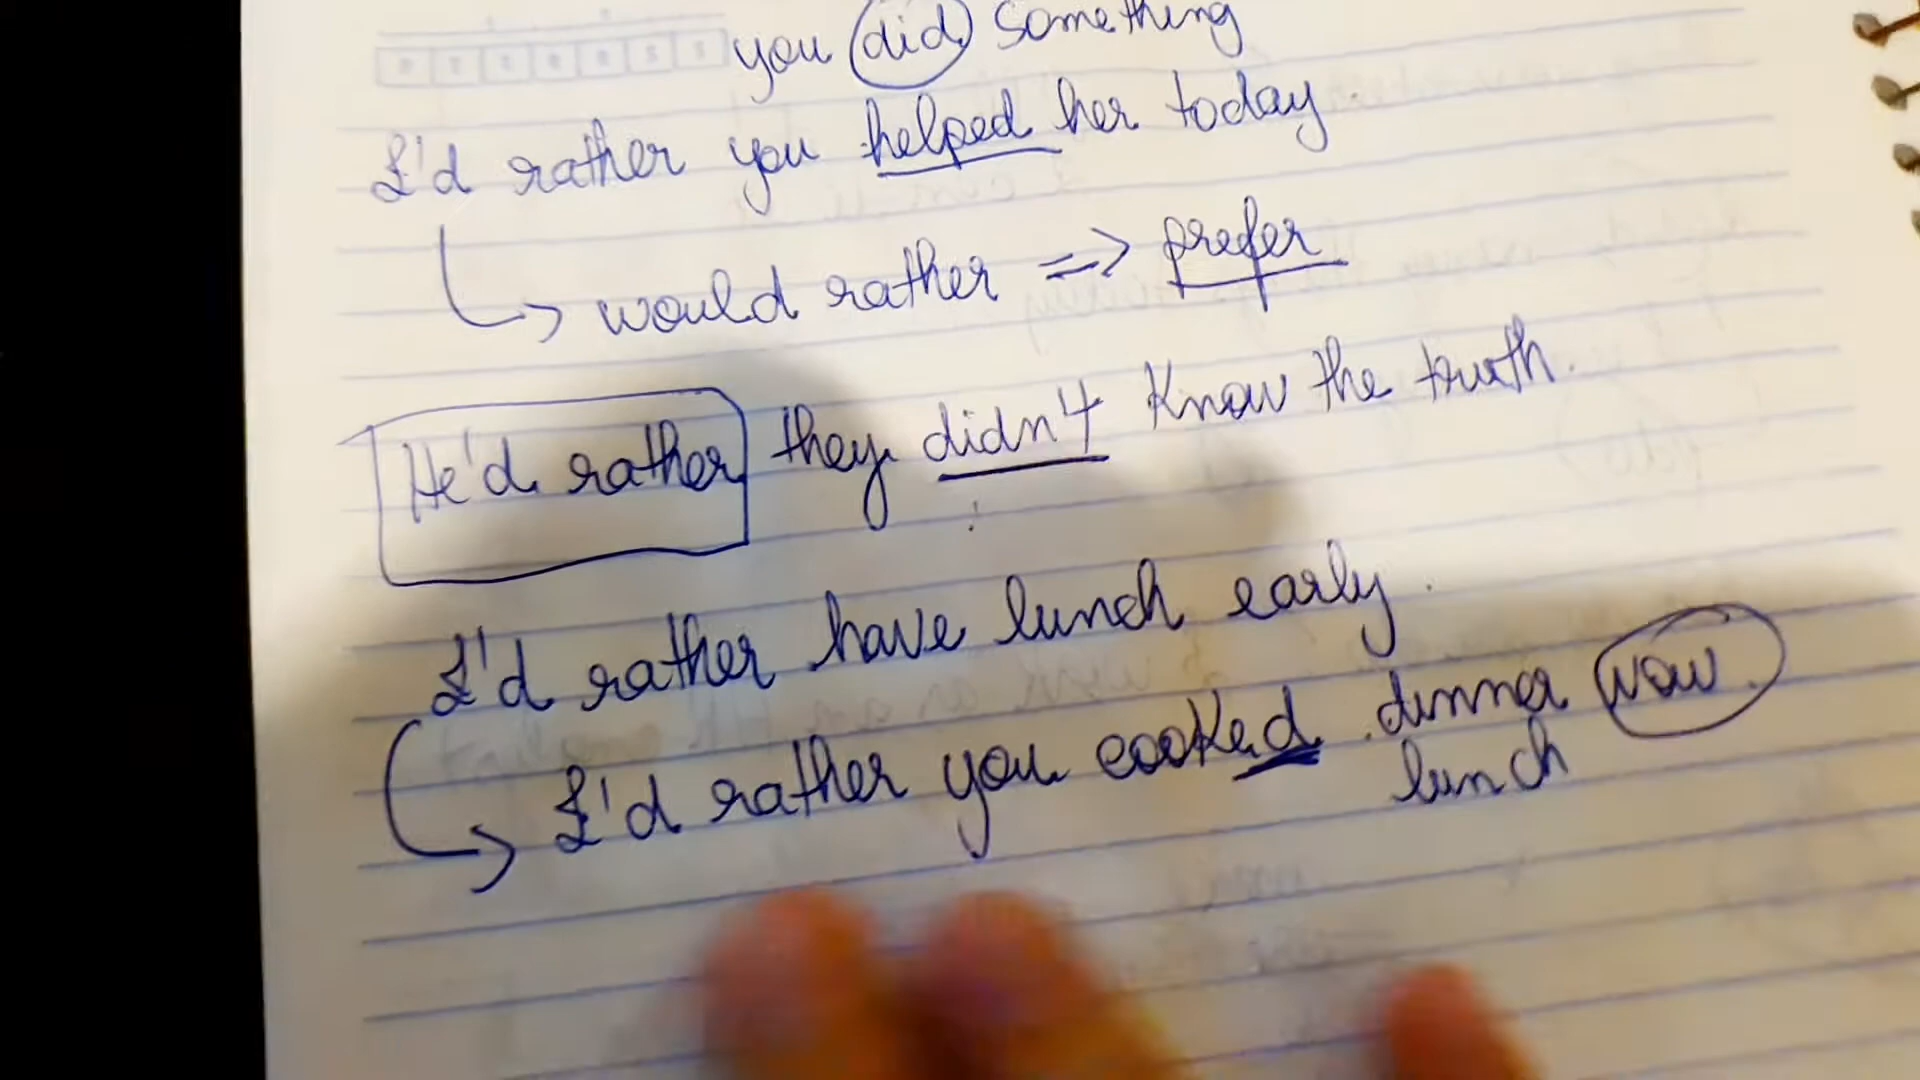 you did something
I'd rather you helped her today.
would rather => prefer
He'd rather they didn't know the truth.
I'd rather have lunch early.
I'd rather you cooked dinner now.
lunch